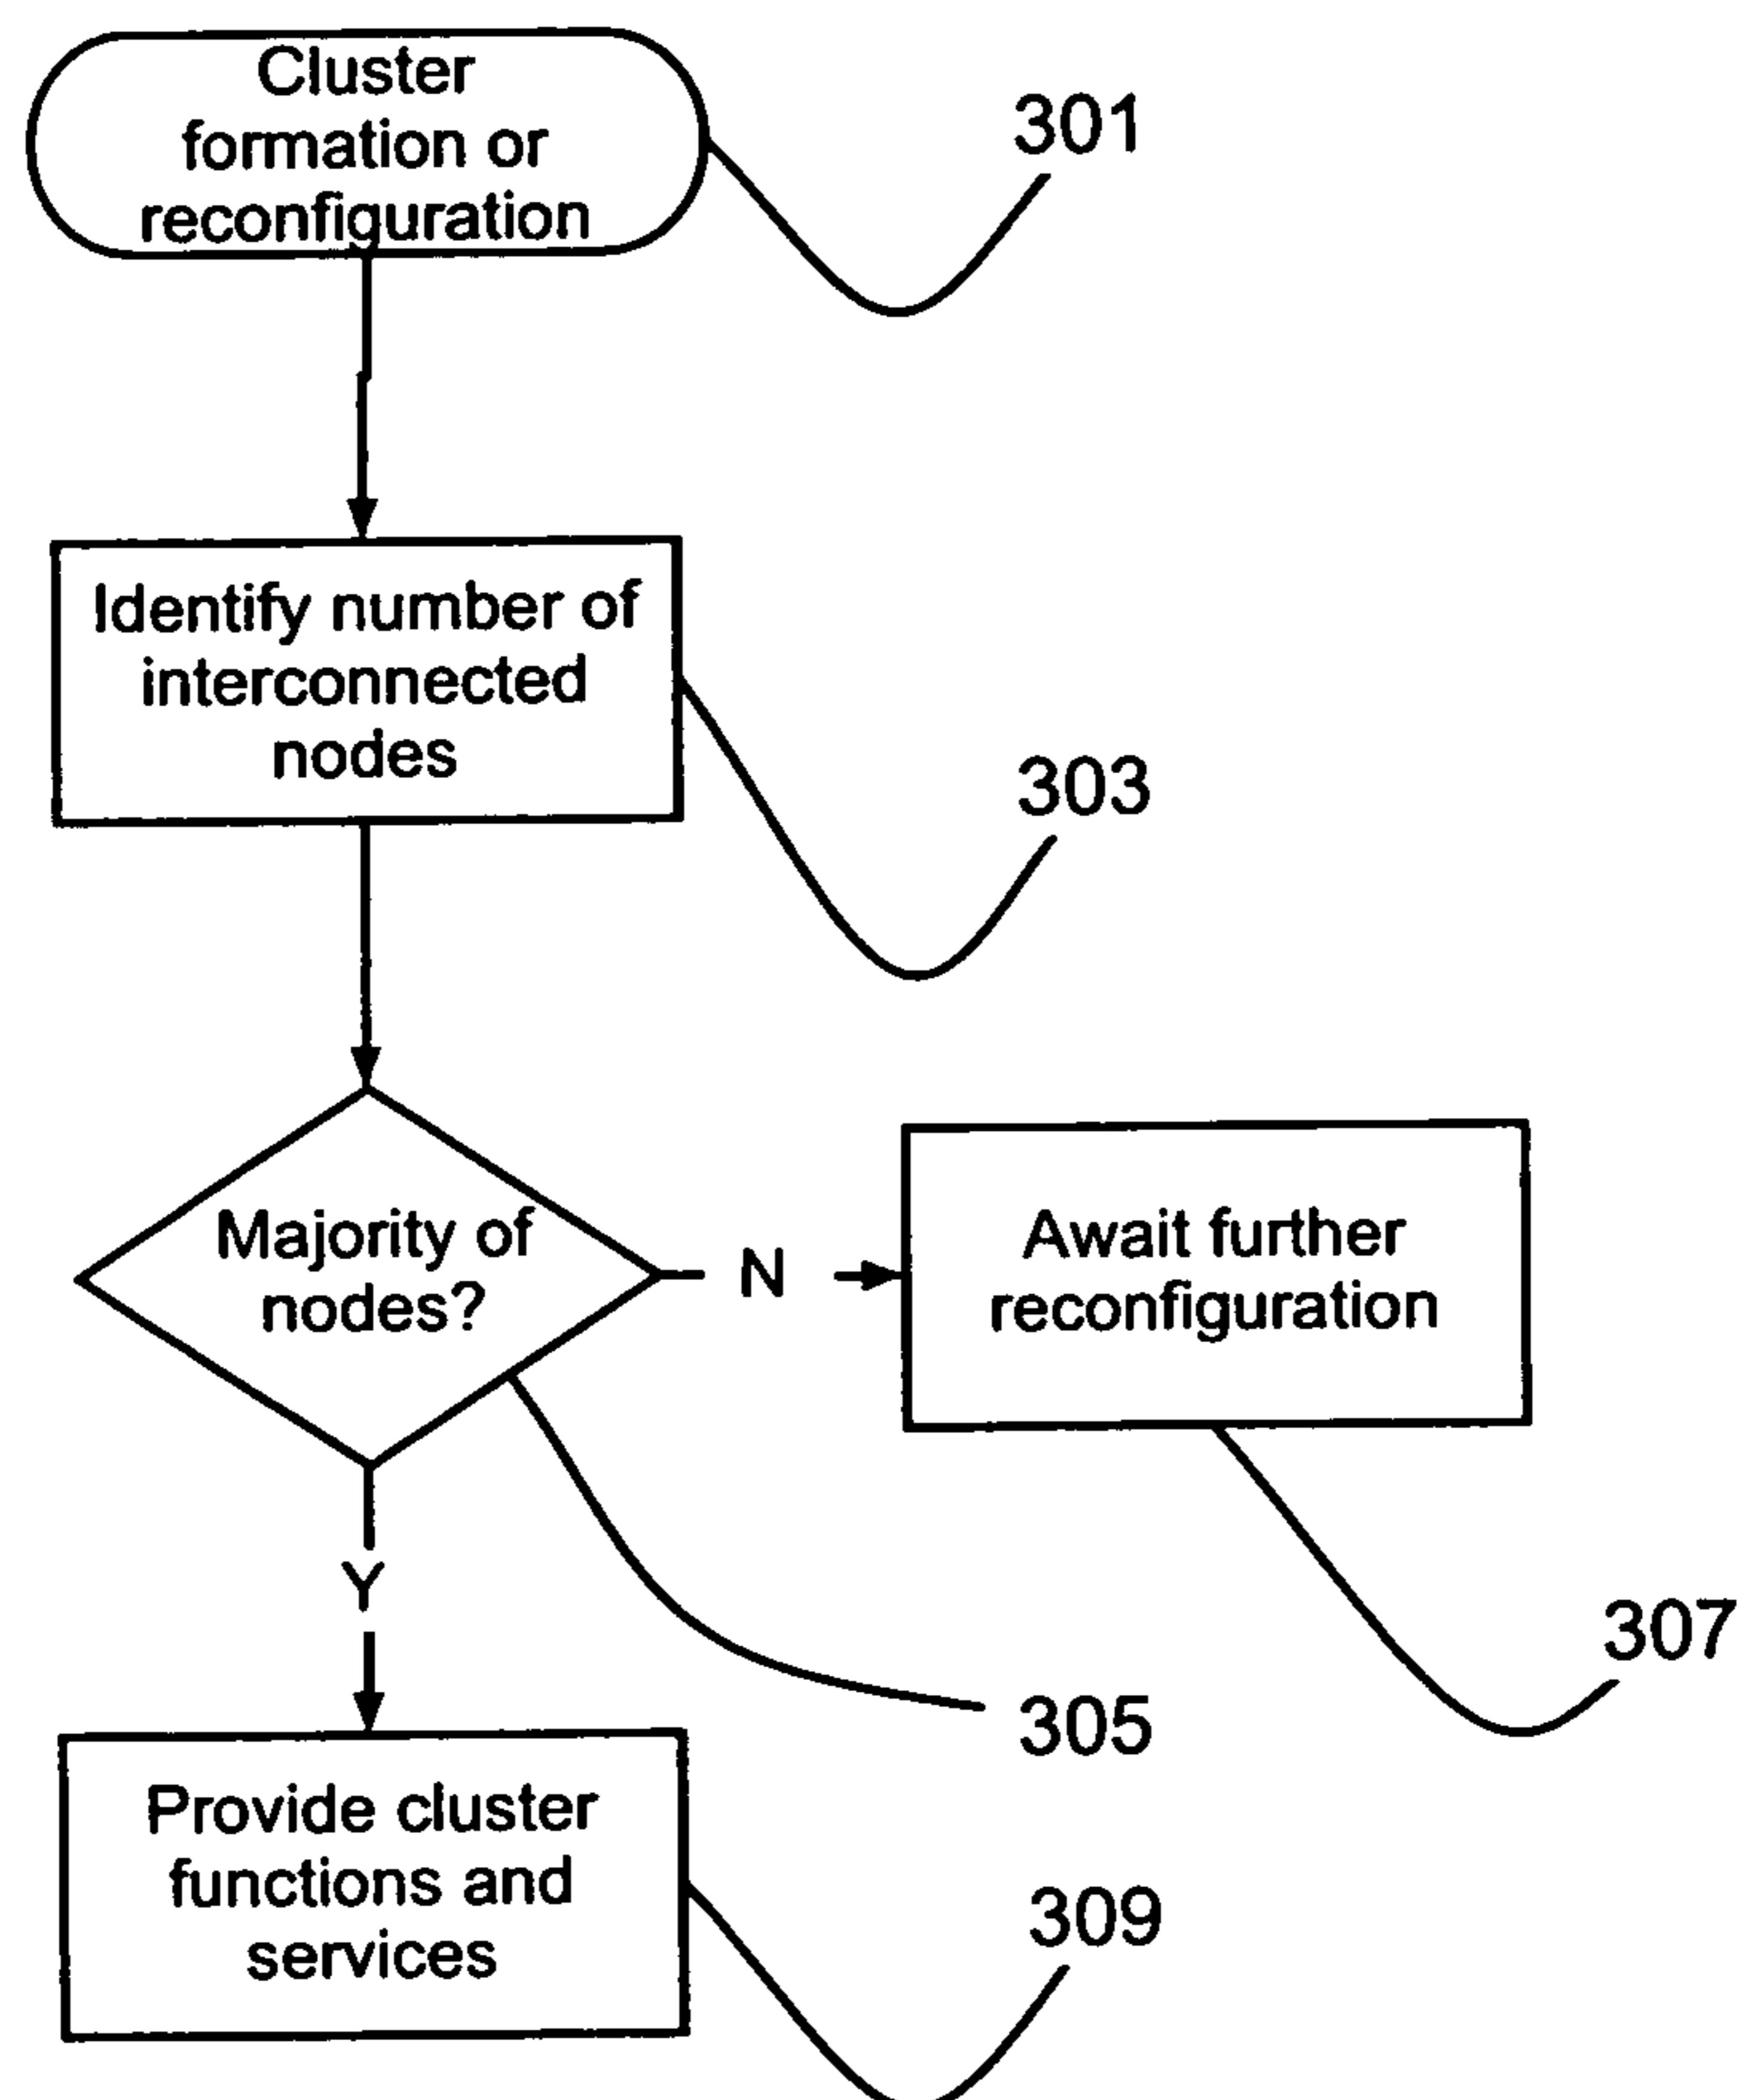 Cluster
formation or
reconfiguration
301
Identify number of
interconnected
nodes
303
Majority of
nodes?
N
Await further
reconfiguration
Y
307
305
Provide cluster
functions and
services
309